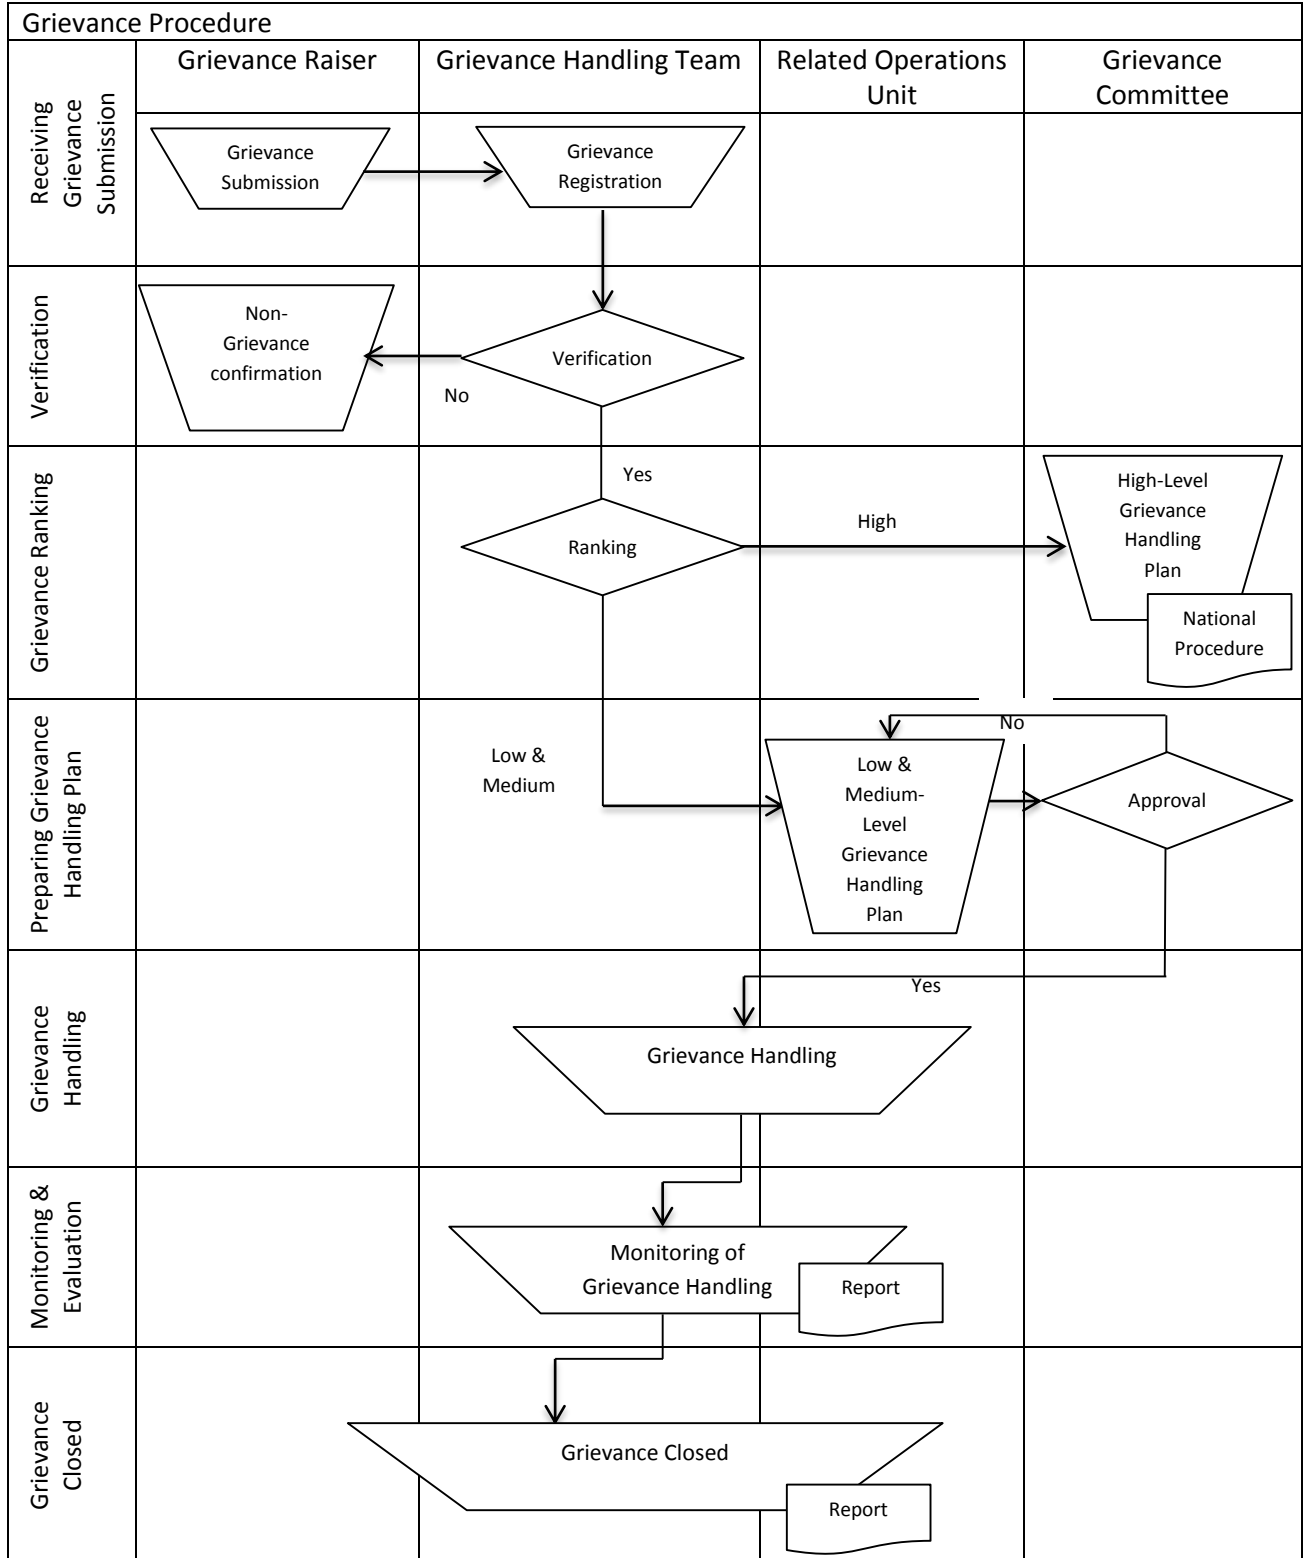 Grievance Procedure
Grievance Raiser
Grievance Handling Team
Related Operations
Unit
Grievance
Committee
Receiving
Grievance
Submission
Grievance
Submission
Grievance
Registration
Verification
Non-
Grievance
confirmation
No
Verification
Grievance Ranking
Yes
Ranking
High
High-Level
Grievance
Handling
Plan
National
Procedure
Preparing Grievance
Handling Plan
Low &
Medium
Low &
Medium-
Level
Grievance
Handling
Plan
No
Approval
Grievance
Handling
Yes
Grievance Handling
Monitoring &
Evaluation
Monitoring of
Grievance Handling
Report
Grievance
Closed
Grievance Closed
Report